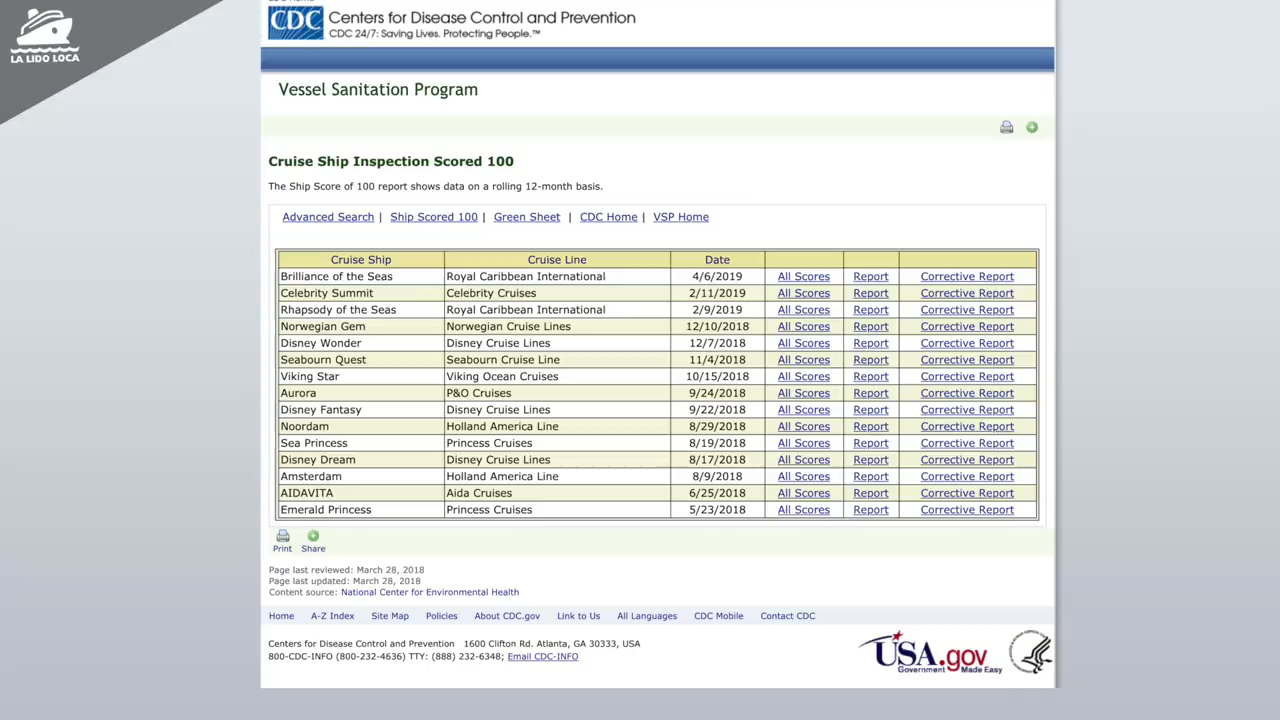 LA LIDO LOCA
CDC Centers for Disease Control and Prevention
CDC 24/7: Saving Lives. Protecting People.™
Vessel Sanitation Program
Cruise Ship Inspection Scored 100
The Ship Score of 100 report shows data on a rolling 12-month basis.
Advanced Search | Ship Scored 100 | Green Sheet | CDC Home | VSP Home
Cruise Ship Cruise Line Date
Brilliance of the Seas Royal Caribbean International 4/6/2019 All Scores Report Corrective Report
Celebrity Summit Celebrity Cruises 2/11/2019 All Scores Report Corrective Report
Rhapsody of the Seas Royal Caribbean International 2/9/2019 All Scores Report Corrective Report
Norwegian Gem Norwegian Cruise Lines 12/10/2018 All Scores Report Corrective Report
Disney Wonder Disney Cruise Lines 12/7/2018 All Scores Report Corrective Report
Seabourn Quest Seabourn Cruise Line 11/4/2018 All Scores Report Corrective Report
Viking Star Viking Ocean Cruises 10/15/2018 All Scores Report Corrective Report
Aurora P&O Cruises 9/24/2018 All Scores Report Corrective Report
Disney Fantasy Disney Cruise Lines 9/22/2018 All Scores Report Corrective Report
Noordam Holland America Line 8/29/2018 All Scores Report Corrective Report
Sea Princess Princess Cruises 8/19/2018 All Scores Report Corrective Report
Disney Dream Disney Cruise Lines 8/17/2018 All Scores Report Corrective Report
Amsterdam Holland America Line 8/9/2018 All Scores Report Corrective Report
AIDAVITA Aida Cruises 6/25/2018 All Scores Report Corrective Report
Emerald Princess Princess Cruises 5/23/2018 All Scores Report Corrective Report
Print Share
Page last reviewed: March 28, 2018
Page last updated: March 28, 2018
Content source: National Center for Environmental Health
Home A-Z Index Site Map Policies About CDC.gov Link to Us All Languages CDC Mobile Contact CDC
Centers for Disease Control and Prevention 1600 Clifton Rd. Atlanta, GA 30333, USA
800-CDC-INFO (800-232-4636) TTY: (888) 232-6348; Email CDC-INFO
USA.gov
Government Made Easy